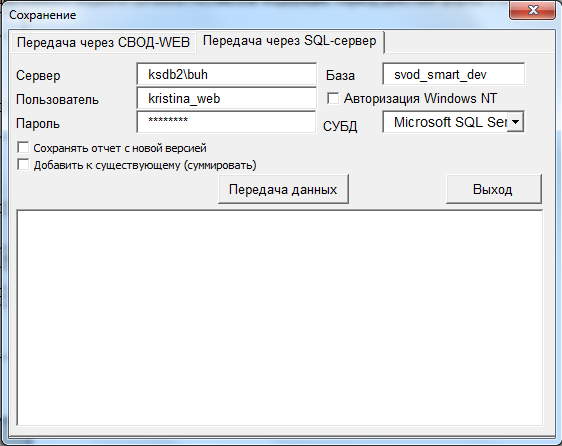 Сохранение
Передача через СВОД-WEB Передача через SQL-сервер
Сервер ksdb2\buh База svod_smart_dev
Пользователь kristina_web Авторизация Windows NT
Пароль ******** СУБД Microsoft SQL Ser
Сохранять отчет с новой версией
Добавить к существующему (суммировать)
Передача данных Выход